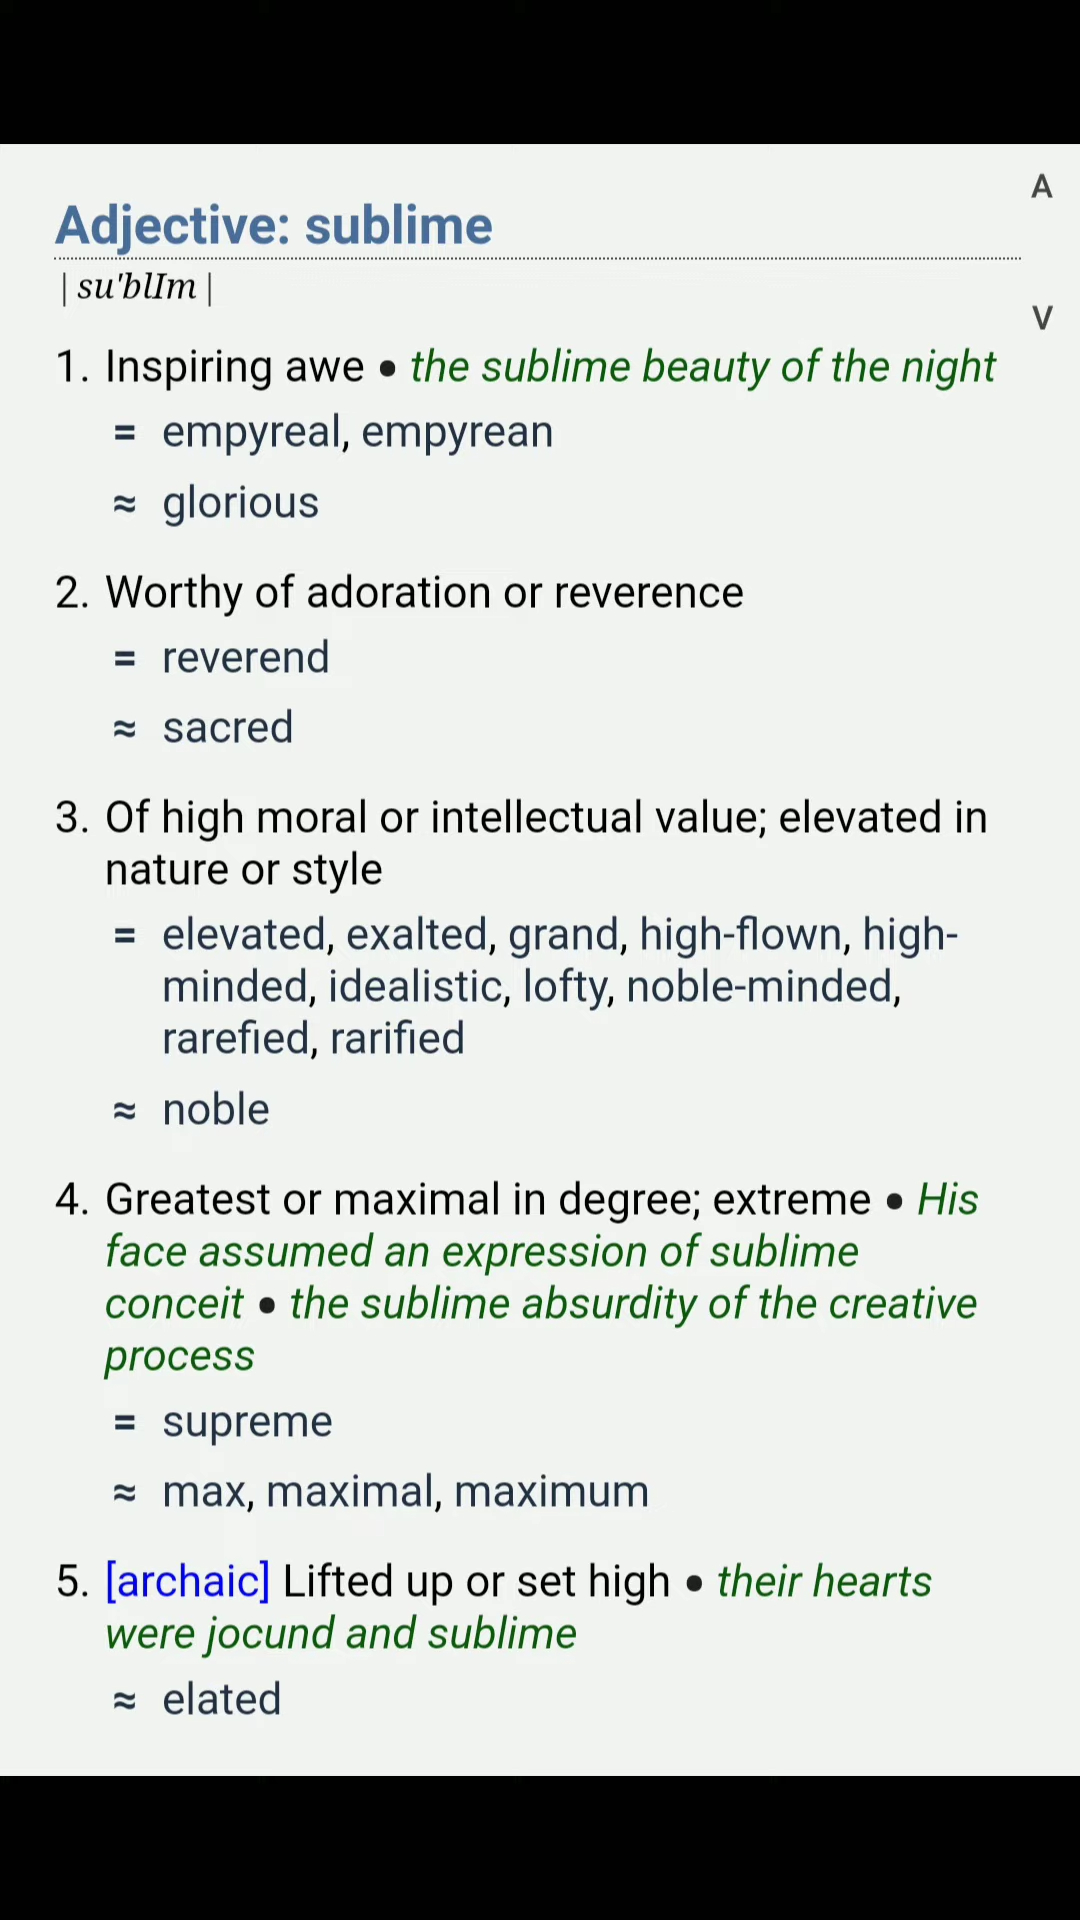 A
Adjective: sublime
| su'blIm |
V
1. Inspiring awe • the sublime beauty of the night
= empyreal, empyrean
≈ glorious
2. Worthy of adoration or reverence
= reverend
≈ sacred
3. Of high moral or intellectual value; elevated in
nature or style
= elevated, exalted, grand, high-flown, high-
minded, idealistic, lofty, noble-minded,
rarefied, rarified
≈ noble
4. Greatest or maximal in degree; extreme • His
face assumed an expression of sublime
conceit • the sublime absurdity of the creative
process
= supreme
≈ max, maximal, maximum
5. [archaic] Lifted up or set high • their hearts
were jocund and sublime
≈ elated